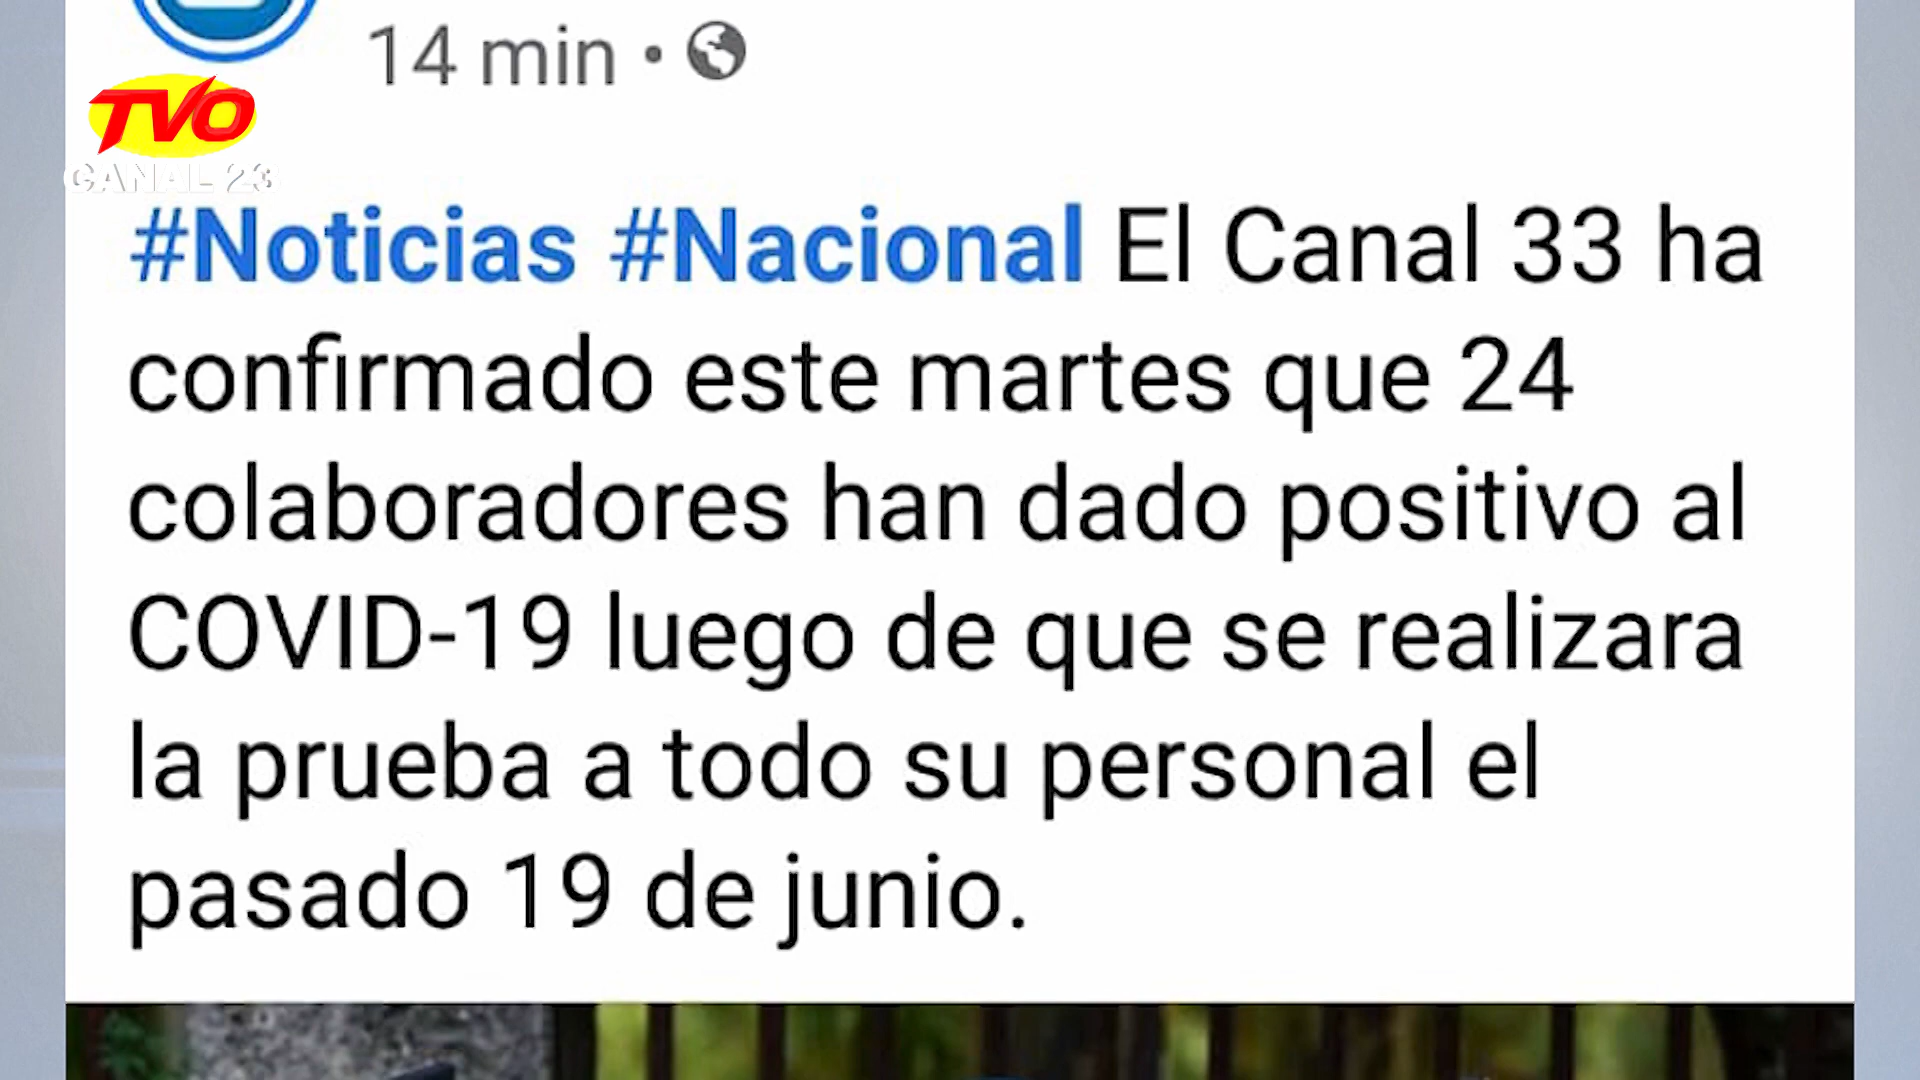 14 min
TVO
CANAL 23
#Noticias #Nacional El Canal 33 ha
confirmado este martes que 24
colaboradores han dado positivo al
COVID-19 luego de que se realizara
la prueba a todo su personal el
pasado 19 de junio.